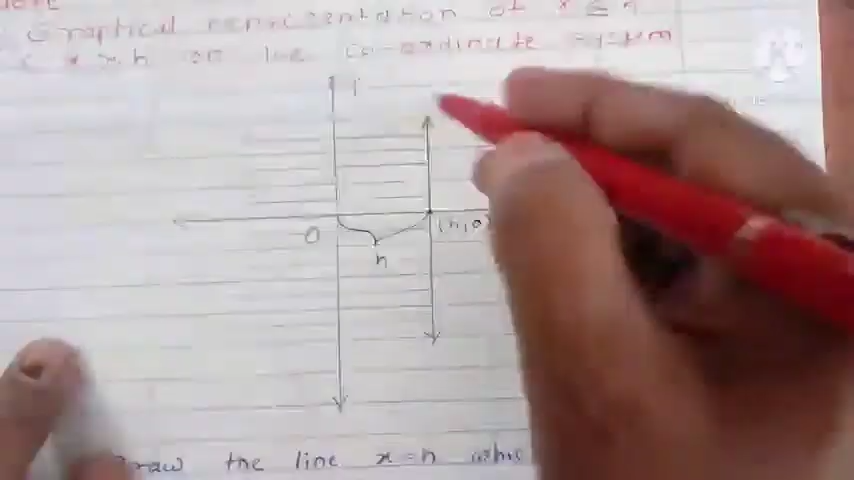 Graphical representation of x ≤ h
x > h on the co-ordinate system
O
(h,0
h
Draw the line x=h